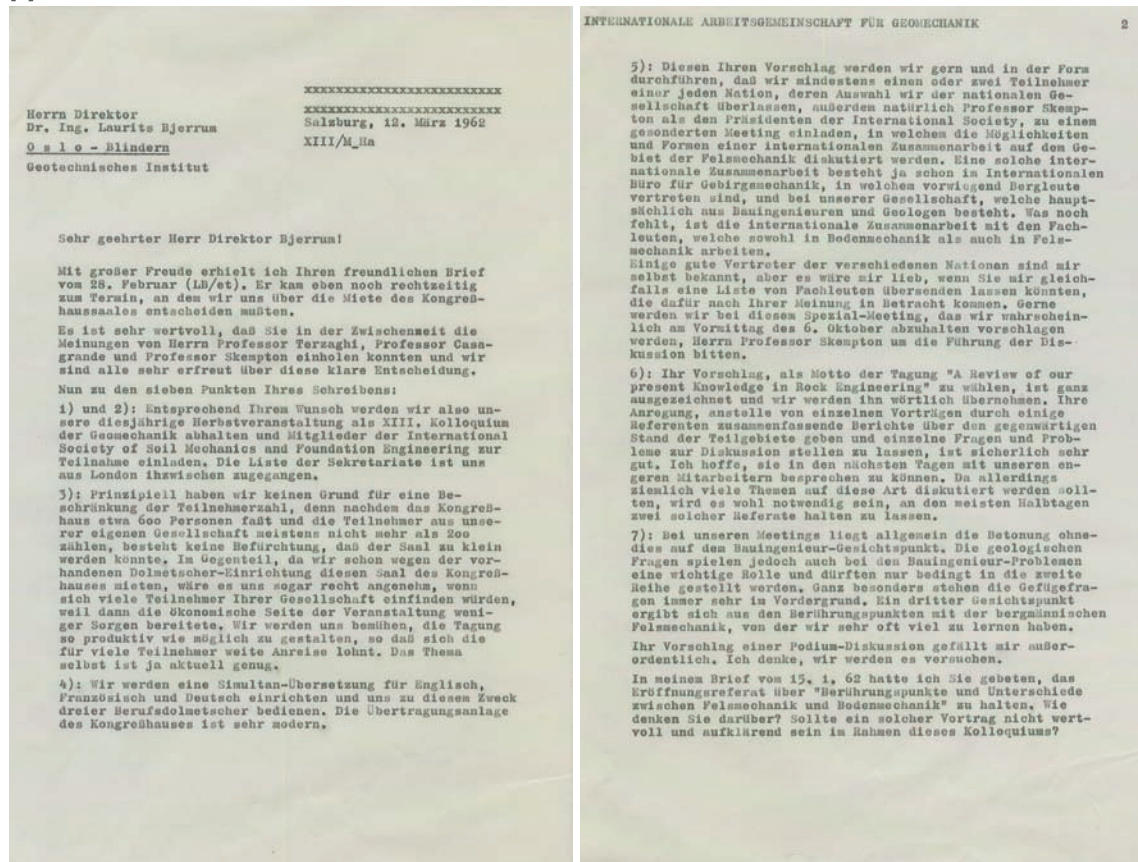 xxxxxxxxxxxxxxxxxxxxxxxxx
xxxxxxxxxxxxxxxxxxxxxxxxx
Herrn Direktor
Dr. Ing. Laurits Bjerrum
O s l o - Blindern
Geotechnisches Institut
Salzburg, 12. März 1962
XIII/M_Ha
Sehr geehrter Herr Direktor Bjerrum!
Mit großer Freude erhielt ich Ihren freundlichen Brief
vom 28. Februar (LB/et). Er kam eben noch rechtzeitig
zum Termin, an dem wir uns über die Miete des Kongreß-
haussaales entscheiden mußten.
Es ist sehr wertvoll, daß Sie in der Zwischenzeit die
Meinungen von Herrn Professor Terzaghi, Professor Casa-
grande und Professor Skempton einholen konnten und wir
sind alle sehr erfreut über diese klare Entscheidung.
Nun zu den sieben Punkten Ihres Schreibens:
1) und 2): Entsprechend Ihrem Wunsch werden wir also un-
sere diesjährige Herbstveranstaltung als XIII. Kolloquium
der Geomechanik abhalten und Mitglieder der International
Society of Soil Mechanics and Foundation Engineering zur
Teilnahme einladen. Die Liste der Sekretariate ist uns
aus London ihzwischen zugegangen.
3): Prinzipiell haben wir keinen Grund für eine Be-
schränkung der Teilnehmerzahl, denn nachdem das Kongreß-
haus etwa 600 Personen faßt und die Teilnehmer aus unse-
rer eigenen Gesellschaft meistens nicht mehr als 200
zählen, besteht keine Befürchtung, daß der Saal zu klein
werden könnte. Im Gegenteil, da wir schon wegen der vor-
handenen Dolmetscher-Einrichtung diesen Saal des Kongreß-
hauses mieten, wäre es uns sogar recht angenehm, wenn
sich viele Teilnehmer Ihrer Gesellschaft einfinden würden,
weil dann die ökonomische Seite der Veranstaltung weni-
ger Sorgen bereitete. Wir werden uns bemühen, die Tagung
so produktiv wie möglich zu gestalten, so daß sich die
für viele Teilnehmer weite Anreise lohnt. Das Thema
selbst ist ja aktuell genug.
4): Wir werden eine Simultan-Übersetzung für Englisch,
Französisch und Deutsch einrichten und uns zu diesem Zweck
dreier Berufsdolmetscher bedienen. Die Übertragungsanlage
des Kongreßhauses ist sehr modern.
INTERNATIONALE ARBEITSGEMEINSCHAFT FÜR GEOMECHANIK 2
5): Diesen Ihren Vorschlag werden wir gern und in der Form
durchführen, daß wir mindestens einen oder zwei Teilnehmer
einer jeden Nation, deren Auswahl wir der nationalen Ge-
sellschaft überlassen, außerdem natürlich Professor Skemp-
ton als den Präsidenten der International Society, zu einem
gesonderten Meeting einladen, in welchem die Möglichkeiten
und Formen einer internationalen Zusammenarbeit auf dem Ge-
biet der Felsmechanik diskutiert werden. Eine solche inter-
nationale Zusammenarbeit besteht ja schon im Internationalen
Büro für Gebirgsmechanik, in welchem vorwiegend Bergleute
vertreten sind, und bei unserer Gesellschaft, welche haupt-
sächlich aus Bauingenieuren und Geologen besteht. Was noch
fehlt, ist die internationale Zusammenarbeit mit den Fach-
leuten, welche sowohl in Bodenmechanik als auch in Fels-
mechanik arbeiten.
Einige gute Vertreter der verschiedenen Nationen sind mir
selbst bekannt, aber es wäre mir lieb, wenn Sie mir gleich-
falls eine Liste von Fachleuten übersenden lassen könnten,
die dafür nach Ihrer Meinung in Betracht kommen. Gerne
werden wir bei diesem Spezial-Meeting, das wir wahrschein-
lich am Vormittag des 6. Oktober abzuhalten vorschlagen
werden, Herrn Professor Skempton um die Führung der Dis-
kussion bitten.
6): Ihr Vorschlag, als Motto der Tagung "A Review of our
present Knowledge in Rock Engineering" zu wählen, ist ganz
ausgezeichnet und wir werden ihn wörtlich übernehmen. Ihre
Anregung, anstelle von einzelnen Vorträgen durch einige
Referenten zusammenfassende Berichte über den gegenwärtigen
Stand der Teilgebiete geben und einzelne Fragen und Prob-
leme zur Diskussion stellen zu lassen, ist sicherlich sehr
gut. Ich hoffe, sie in den nächsten Tagen mit unseren en-
geren Mitarbeitern besprechen zu können. Da allerdings
ziemlich viele Themen auf diese Art diskutiert werden soll-
ten, wird es wohl notwendig sein, an den meisten Halbtagen
zwei solcher Referate halten zu lassen.
7): Bei unseren Meetings liegt allgemein die Betonung ohne-
dies auf dem Bauingenieur-Gesichtspunkt. Die geologischen
Fragen spielen jedoch auch bei den Bauingenieur-Problemen
eine wichtige Rolle und dürften nur bedingt in die zweite
Reihe gestellt werden. Ganz besonders stehen die Gefügefra-
gen immer sehr im Vordergrund. Ein dritter Gesichtspunkt
ergibt sich aus den Berührungspunkten mit der bergmännischen
Felsmechanik, von der wir sehr oft viel zu lernen haben.
Ihr Vorschlag einer Podium-Diskussion gefällt mir außer-
ordentlich. Ich denke, wir werden es versuchen.
In meinem Brief vom 15. 1. 62 hatte ich Sie gebeten, das
Eröffnungsreferat über "Berührungspunkte und Unterschiede
zwischen Felsmechanik und Bodenmechanik" zu halten. Wie
denken Sie darüber? Sollte ein solcher Vortrag nicht wert-
voll und aufklärend sein im Rahmen dieses Kolloquiums?